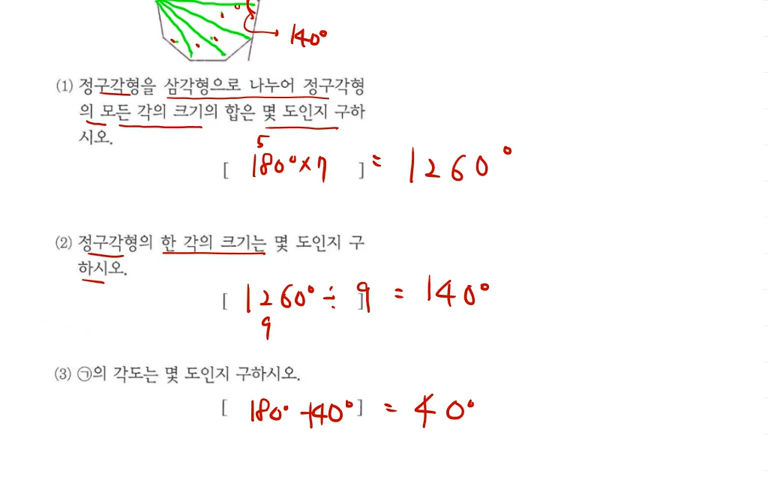 140°
(1) 정구각형을 삼각형으로 나누어 정구각형
의 모든 각의 크기의 합은 몇 도인지 구하
시오.
5
[ 180°×7 ] = 1260°
(2) 정구각형의 한 각의 크기는 몇 도인지 구
하시오.
[ 1260° ÷ 9 ] = 140°
9
(3) ㉠의 각도는 몇 도인지 구하시오.
[ 180° - 140° ] = 40°